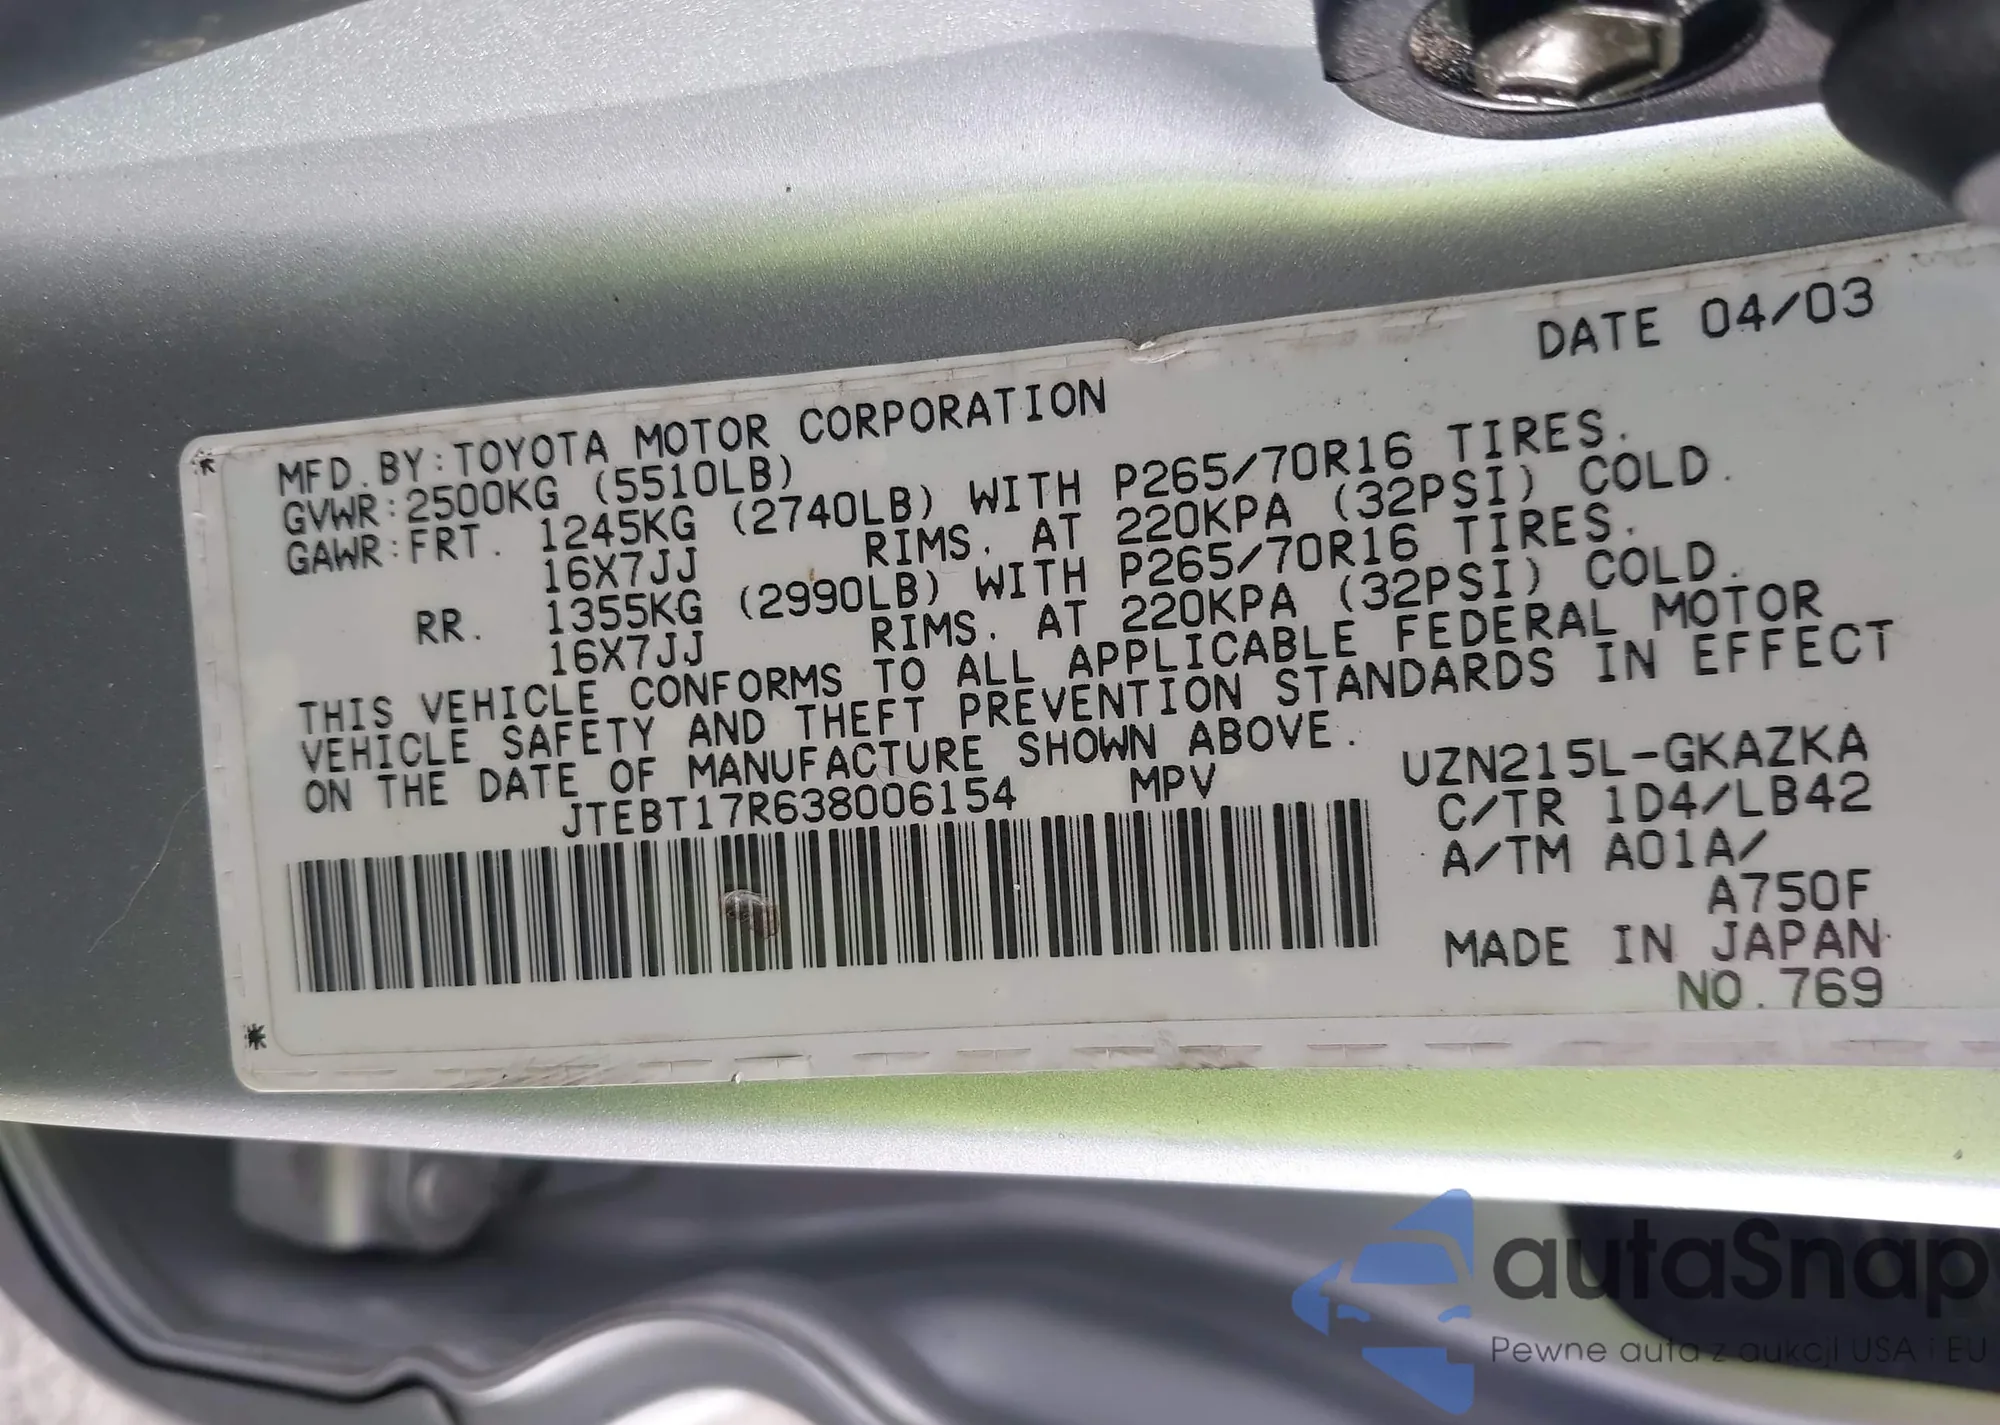 DATE 04/03
MFD.BY:TOYOTA MOTOR CORPORATION
GVWR:2500KG (5510LB)
GAWR:FRT. 1245KG (2740LB) WITH P265/70R16 TIRES.
16X7JJ RIMS. AT 220KPA (32PSI) COLD.
RR. 1355KG (2990LB) WITH P265/70R16 TIRES.
16X7JJ RIMS. AT 220KPA (32PSI) COLD.
THIS VEHICLE CONFORMS TO ALL APPLICABLE FEDERAL MOTOR
VEHICLE SAFETY AND THEFT PREVENTION STANDARDS IN EFFECT
ON THE DATE OF MANUFACTURE SHOWN ABOVE.
JTEBT17R638006154 MPV
UZN215L-GKAZKA
C/TR 1D4/LB42
A/TM A01A/
A750F
MADE IN JAPAN
NO.769
autaSnap
Pewne auta z aukcji USA i EU